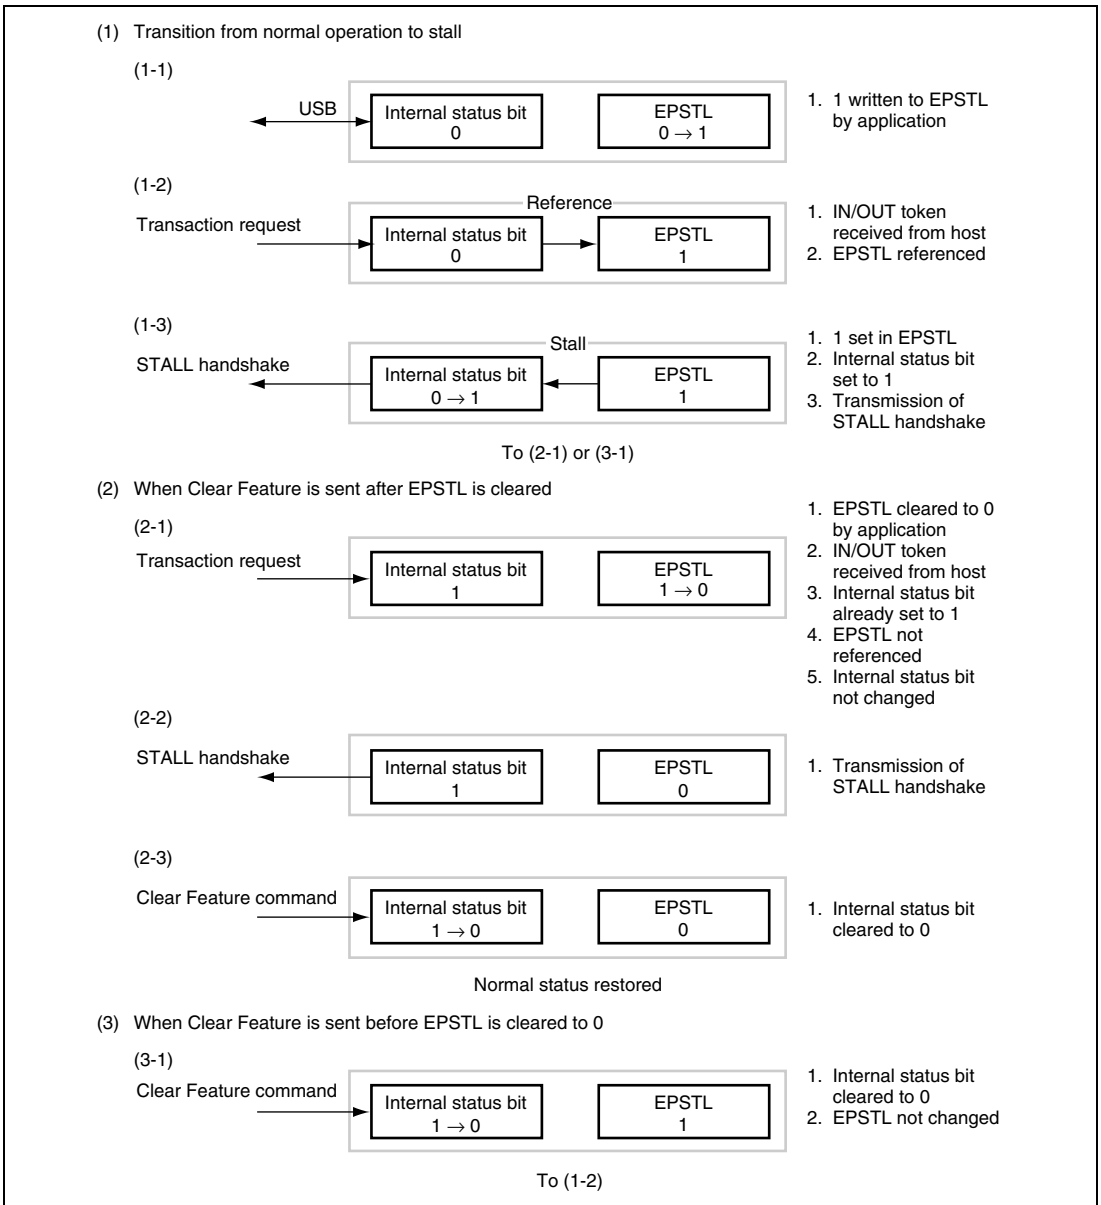 (1) Transition from normal operation to stall
(1-1)
USB
Internal status bit
0
EPSTL
0 → 1
1. 1 written to EPSTL
by application
(1-2)
Transaction request
Reference
Internal status bit
0
EPSTL
1
1. IN/OUT token
received from host
2. EPSTL referenced
(1-3)
STALL handshake
Stall
Internal status bit
0 → 1
EPSTL
1
1. 1 set in EPSTL
2. Internal status bit
set to 1
3. Transmission of
STALL handshake
To (2-1) or (3-1)
(2) When Clear Feature is sent after EPSTL is cleared
(2-1)
Transaction request
Internal status bit
1
EPSTL
1 → 0
1. EPSTL cleared to 0
by application
2. IN/OUT token
received from host
3. Internal status bit
already set to 1
4. EPSTL not
referenced
5. Internal status bit
not changed
(2-2)
STALL handshake
Internal status bit
1
EPSTL
0
1. Transmission of
STALL handshake
(2-3)
Clear Feature command
Internal status bit
1 → 0
EPSTL
0
1. Internal status bit
cleared to 0
Normal status restored
(3) When Clear Feature is sent before EPSTL is cleared to 0
(3-1)
Clear Feature command
Internal status bit
1 → 0
EPSTL
1
1. Internal status bit
cleared to 0
2. EPSTL not changed
To (1-2)